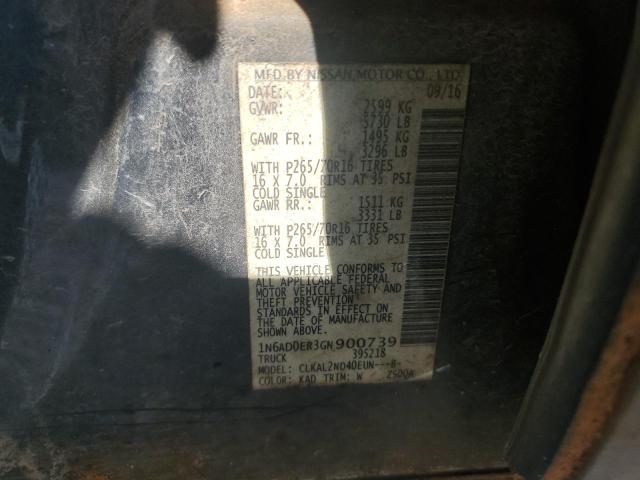 MFD BY NISSAN MOTOR CO., LTD
DATE: 09/16
GVWR: 2599 KG
5730 LB
GAWR FR.: 1495 KG
3296 LB
WITH P265/70R16 TIRES
16 X 7.0 RIMS AT 35 PSI
COLD SINGLE
GAWR RR.: 1511 KG
3331 LB
WITH P265/70R16 TIRES
16 X 7.0 RIMS AT 35 PSI
COLD SINGLE
THIS VEHICLE CONFORMS TO
ALL APPLICABLE FEDERAL
MOTOR VEHICLE SAFETY AND
THEFT PREVENTION
STANDARDS IN EFFECT ON
THE DATE OF MANUFACTURE
SHOWN ABOVE.
1N6AD0ER3GN900739
TRUCK 395218
MODEL: CLKAL2ND40EUN---B-
COLOR: KAD TRIM: W 2500A